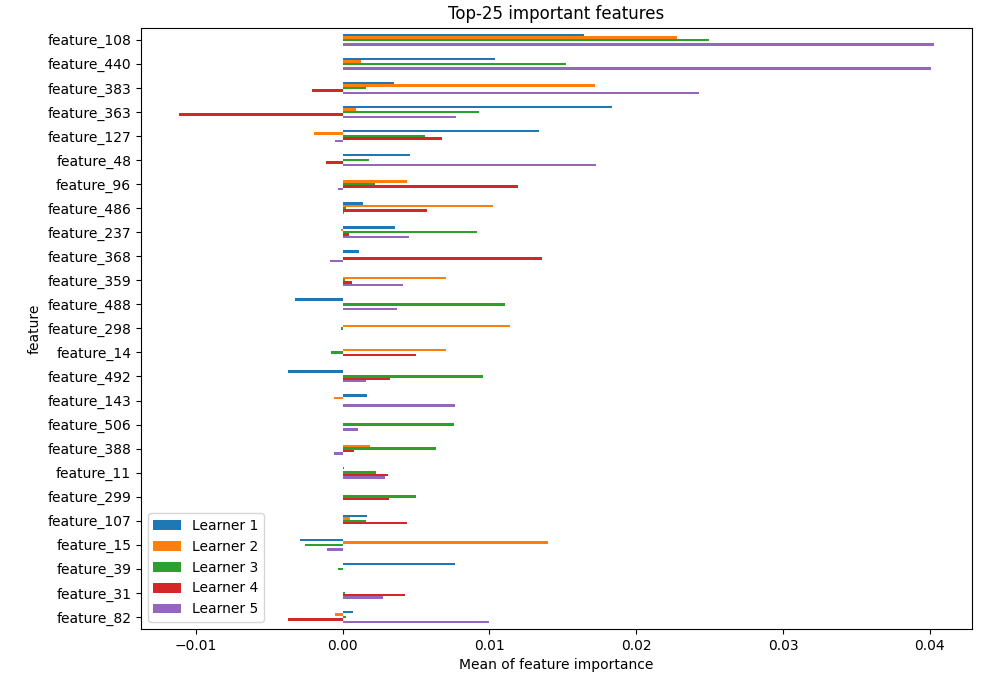 Top-25 important features
feature
feature_108
feature_440
feature_383
feature_363
feature_127
feature_48
feature_96
feature_486
feature_237
feature_368
feature_359
feature_488
feature_298
feature_14
feature_492
feature_143
feature_506
feature_388
feature_11
feature_299
feature_107
feature_15
feature_39
feature_31
feature_82
Learner 1
Learner 2
Learner 3
Learner 4
Learner 5
−0.01 0.00 0.01 0.02 0.03 0.04
Mean of feature importance